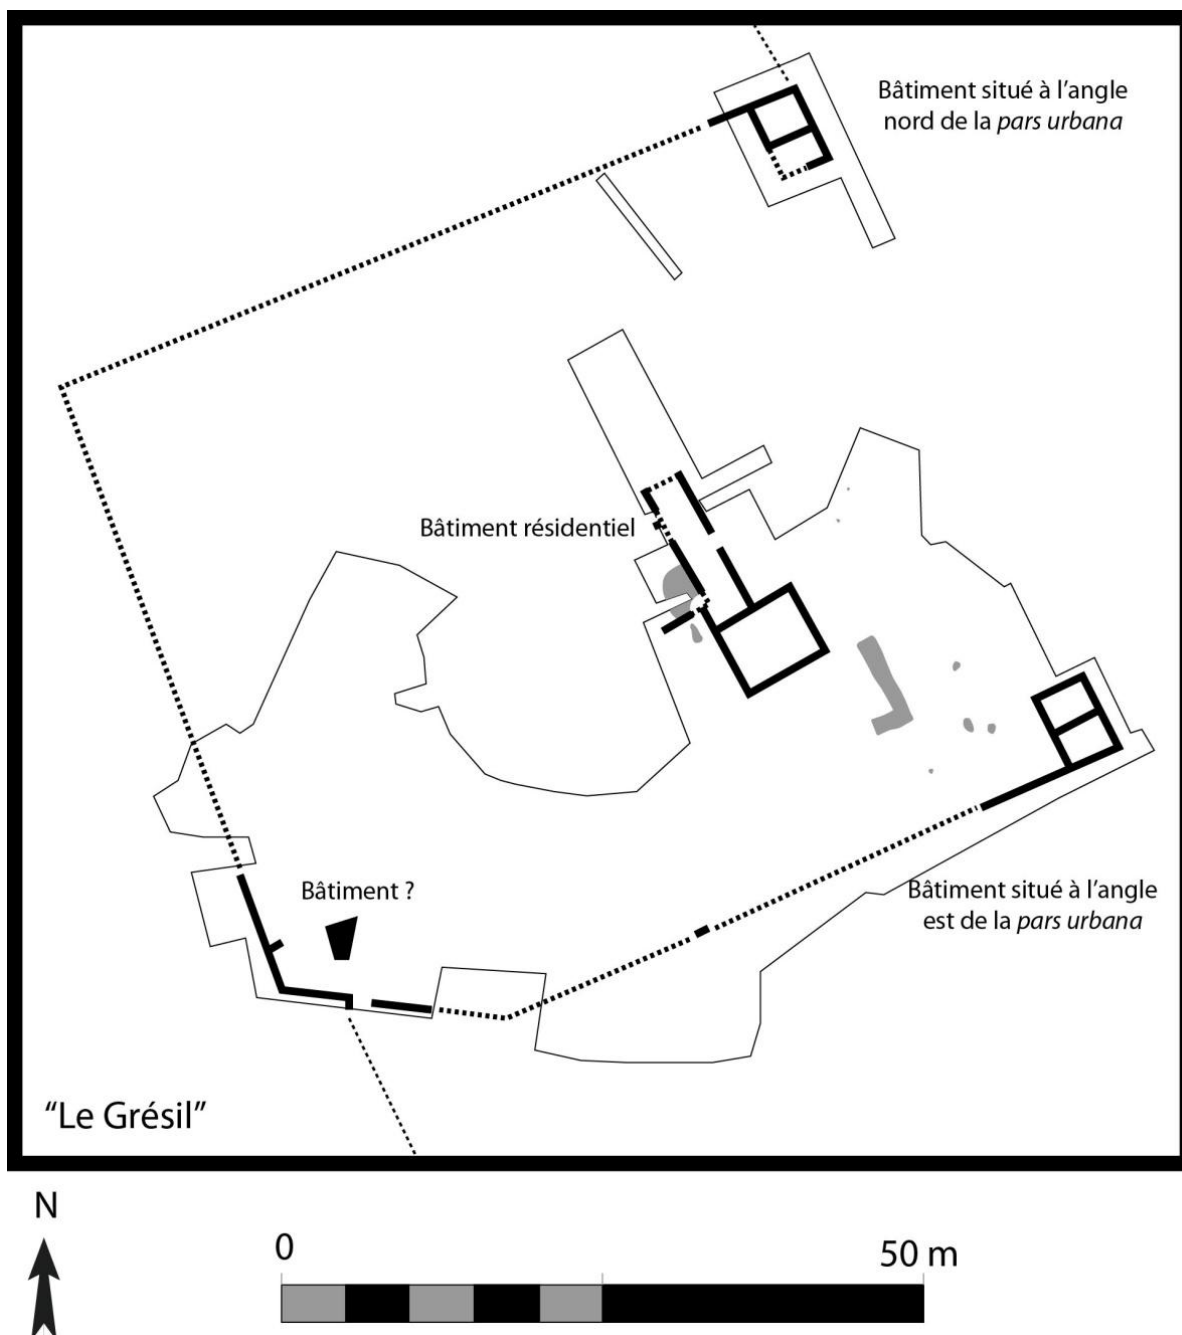 Bâtiment situé à l’angle
nord de la pars urbana
Bâtiment résidentiel
Bâtiment ?
Bâtiment situé à l’angle
est de la pars urbana
“Le Grésil”
N
0
50 m